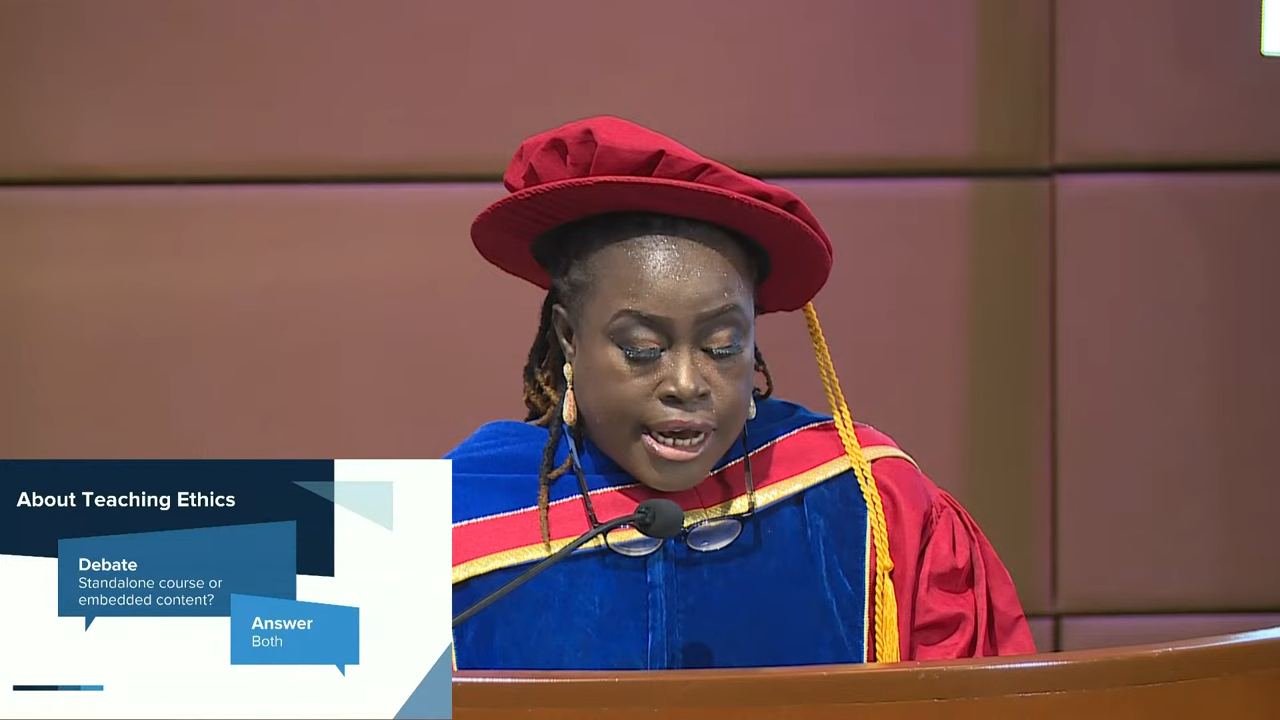 About Teaching Ethics
Debate
Standalone course or
embedded content?
Answer
Both